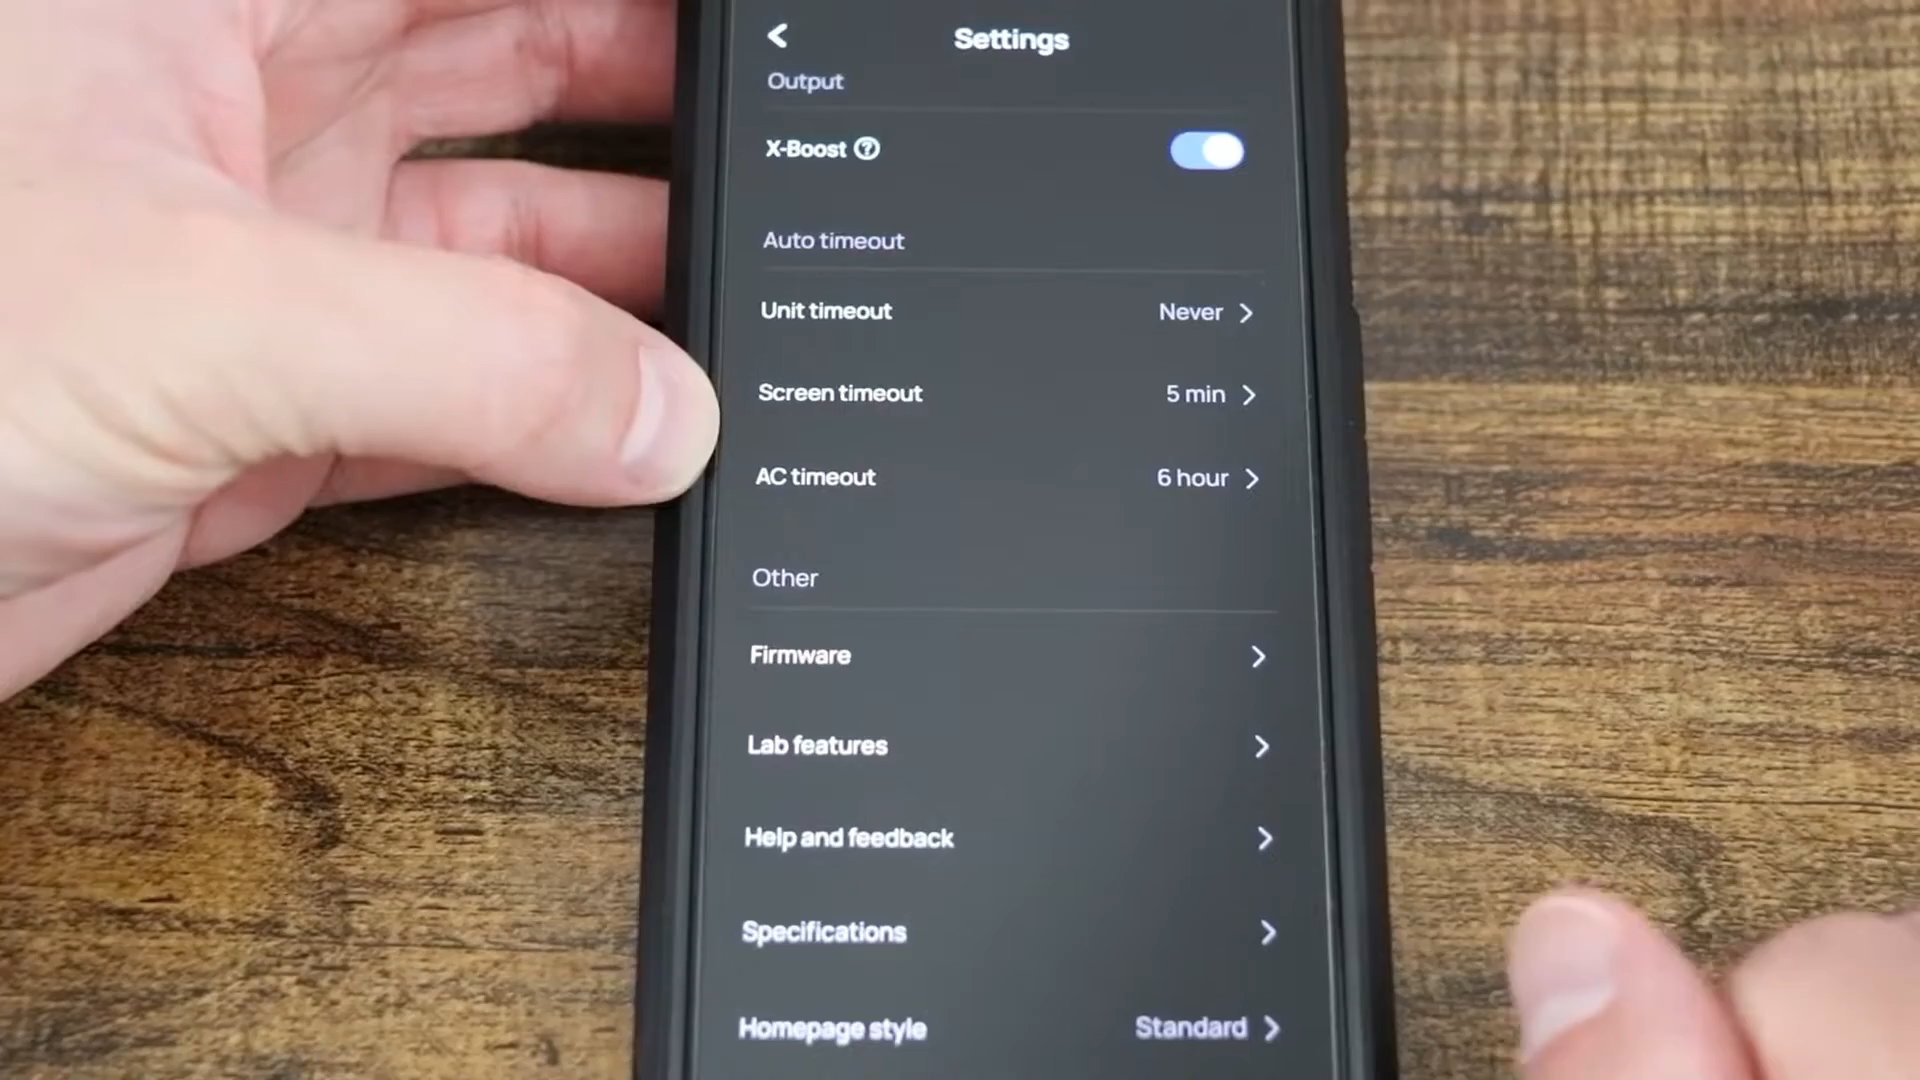 Settings
Output
X-Boost ?
Auto timeout
Unit timeout Never
Screen timeout 5 min
AC timeout 6 hour
Other
Firmware
Lab features
Help and feedback
Specifications
Homepage style Standard